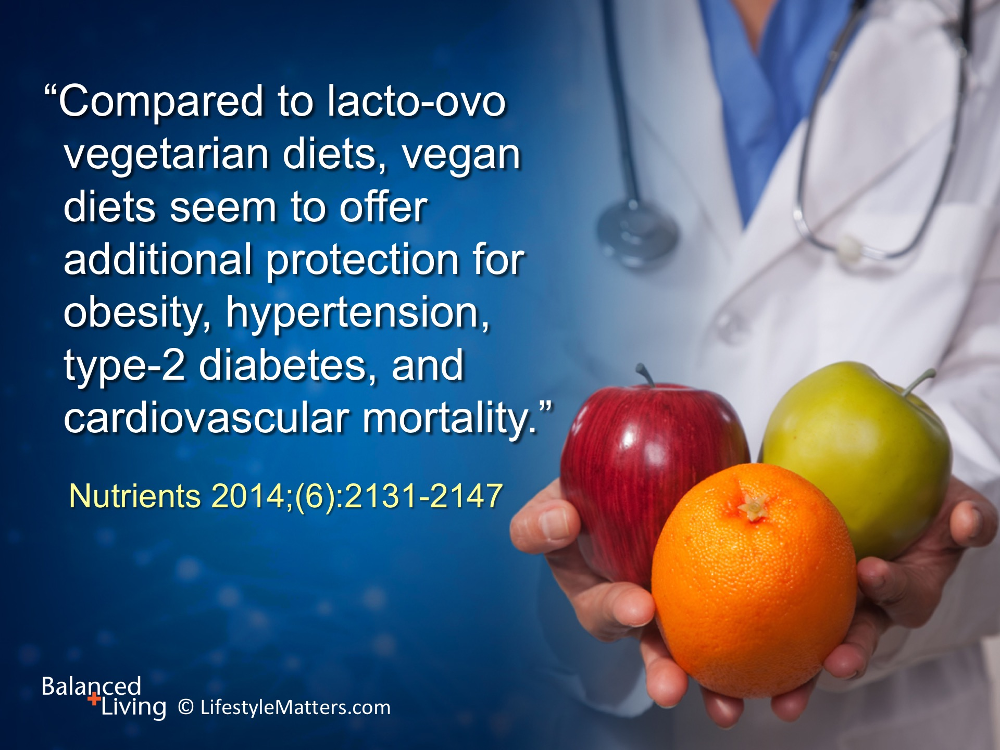 “Compared to lacto-ovo
vegetarian diets, vegan
diets seem to offer
additional protection for
obesity, hypertension,
type-2 diabetes, and
cardiovascular mortality.”
Nutrients 2014;(6):2131-2147
Balanced
Living © LifestyleMatters.com